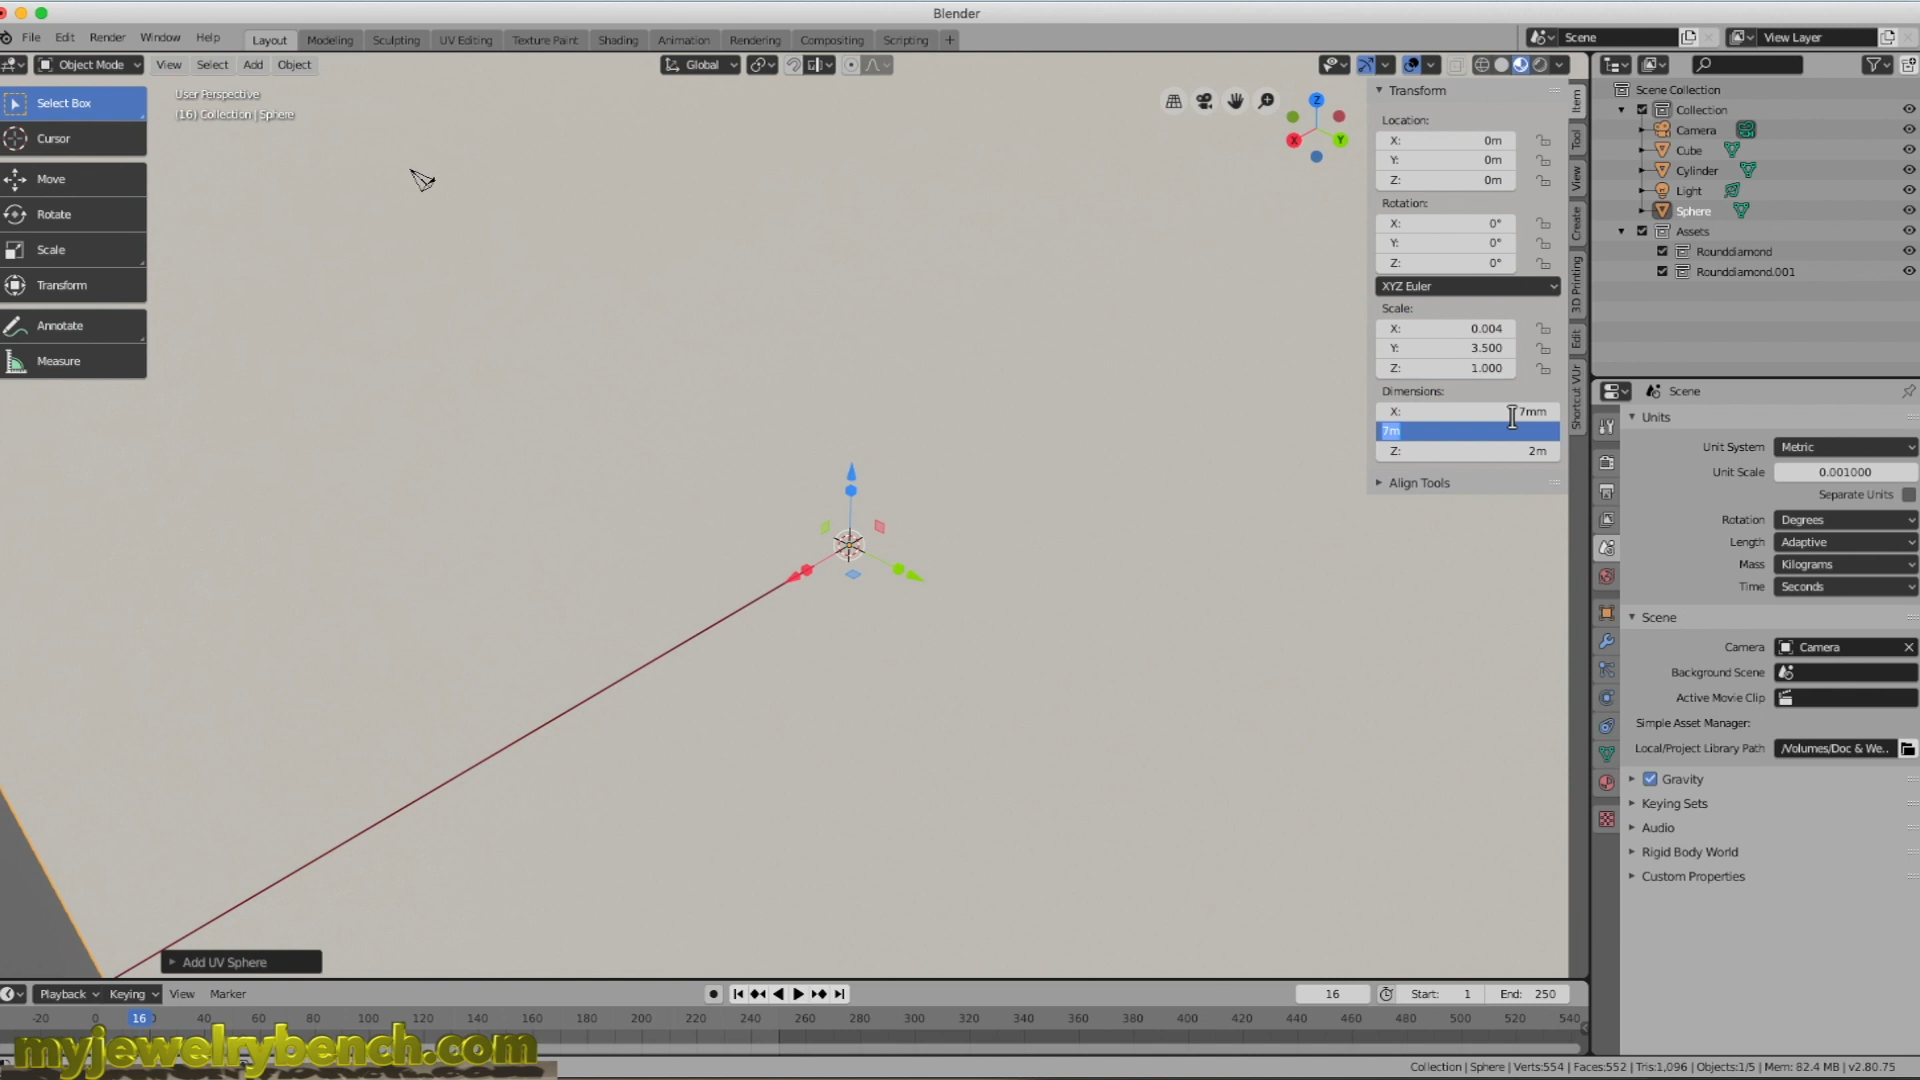 Blender
File Edit Render Window Help Layout Modeling Sculpting UV Editing Texture Paint Shading Animation Rendering Compositing Scripting + Scene View Layer
Object Mode View Select Add Object Global
Select Box
Cursor
Move
Rotate
Scale
Transform
Annotate
Measure
User Perspective
(16) Collection | Sphere
Z
X
Y
Transform
Location:
X: 0m
Y: 0m
Z: 0m
Rotation:
X: 0°
Y: 0°
Z: 0°
XYZ Euler
Scale:
X: 0.004
Y: 3.500
Z: 1.000
Dimensions:
X: 7mm
7m
Z: 2m
Align Tools
Item
Tool
View
Create
3D Printing
Edit
Shortcut VUr
Scene Collection
Collection
Camera
Cube
Cylinder
Light
Sphere
Assets
Rounddiamond
Rounddiamond.001
Scene
Units
Unit System Metric
Unit Scale 0.001000
Separate Units
Rotation Degrees
Length Adaptive
Mass Kilograms
Time Seconds
Scene
Camera Camera
Background Scene
Active Movie Clip
Simple Asset Manager:
Local/Project Library Path /Volumes/Doc & We..
Gravity
Keying Sets
Audio
Rigid Body World
Custom Properties
Add UV Sphere
Playback Keying View Marker 16 Start: 1 End: 250
-20 0 16 40 60 80 100 120 140 160 180 200 220 240 260 280 300 320 340 360 380 400 420 440 460 480 500 520 540
myjewelrybench.com
Collection | Sphere | Verts:554 | Faces:552 | Tris:1,096 | Objects:1/5 | Mem: 82.4 MB | v2.80.75